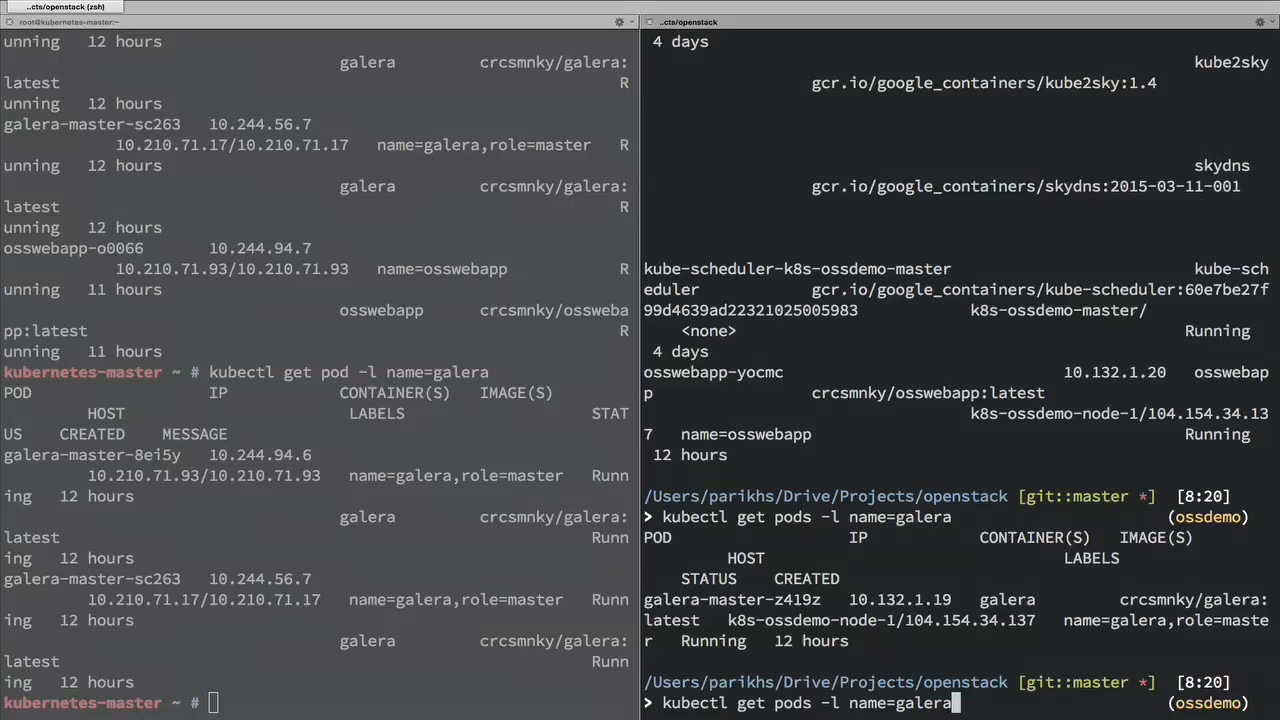 ..cts/openstack (zsh)
root@kubernetes-master:~
unning   12 hours
                                    galera         crcsmnky/galera:
latest                                                            R
unning   12 hours
galera-master-sc263   10.244.56.7
            10.210.71.17/10.210.71.17   name=galera,role=master   R
unning   12 hours
                                    galera         crcsmnky/galera:
latest                                                            R
unning   12 hours
osswebapp-o0066       10.244.94.7
            10.210.71.93/10.210.71.93   name=osswebapp            R
unning   11 hours
                                    osswebapp      crcsmnky/ossweba
pp:latest                                                         R
unning   11 hours
kubernetes-master ~ # kubectl get pod -l name=galera
POD                   IP            CONTAINER(S)   IMAGE(S)
         HOST                        LABELS                    STAT
US    CREATED    MESSAGE
galera-master-8ei5y   10.244.94.6
         10.210.71.93/10.210.71.93   name=galera,role=master   Runn
ing   12 hours
                                    galera         crcsmnky/galera:
latest                                                         Runn
ing   12 hours
galera-master-sc263   10.244.56.7
         10.210.71.17/10.210.71.17   name=galera,role=master   Runn
ing   12 hours
                                    galera         crcsmnky/galera:
latest                                                         Runn
ing   12 hours
kubernetes-master ~ #
..cts/openstack
 4 days
                                                           kube2sky
                  gcr.io/google_containers/kube2sky:1.4
                                                           skydns
                  gcr.io/google_containers/skydns:2015-03-11-001
kube-scheduler-k8s-ossdemo-master                          kube-sch
eduler            gcr.io/google_containers/kube-scheduler:60e7be27f
99d4639ad22321025005983            k8s-ossdemo-master/
    <none>                                                Running
 4 days
osswebapp-yocmc                              10.132.1.20   osswebap
p                 crcsmnky/osswebapp:latest
                                   k8s-ossdemo-node-1/104.154.34.13
7   name=osswebapp                                        Running
 12 hours
/Users/parikhs/Drive/Projects/openstack [git::master *]  [8:20]
> kubectl get pods -l name=galera                       (ossdemo)
POD                   IP            CONTAINER(S)   IMAGE(S)
         HOST                                LABELS
    STATUS    CREATED
galera-master-z419z   10.132.1.19   galera         crcsmnky/galera:
latest   k8s-ossdemo-node-1/104.154.34.137   name=galera,role=maste
r   Running   12 hours
/Users/parikhs/Drive/Projects/openstack [git::master *]  [8:20]
> kubectl get pods -l name=galera                       (ossdemo)